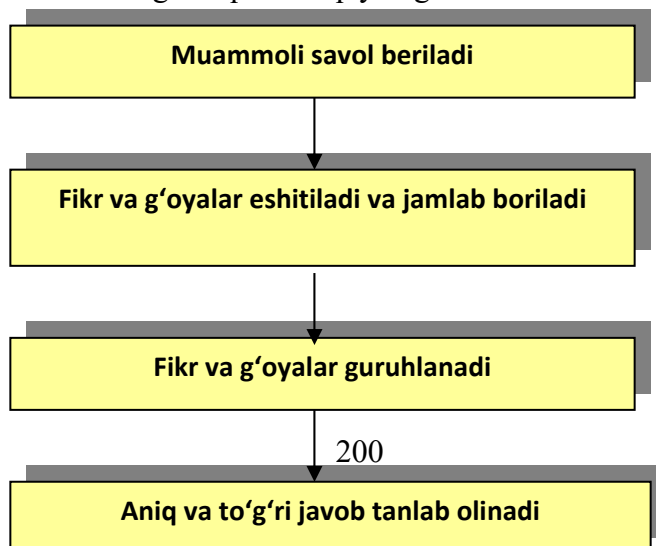 Muammoli savol beriladi
Fikr va g‘oyalar eshitiladi va jamlab boriladi
Fikr va g‘oyalar guruhlanadi
200
Aniq va to‘g‘ri javob tanlab olinadi